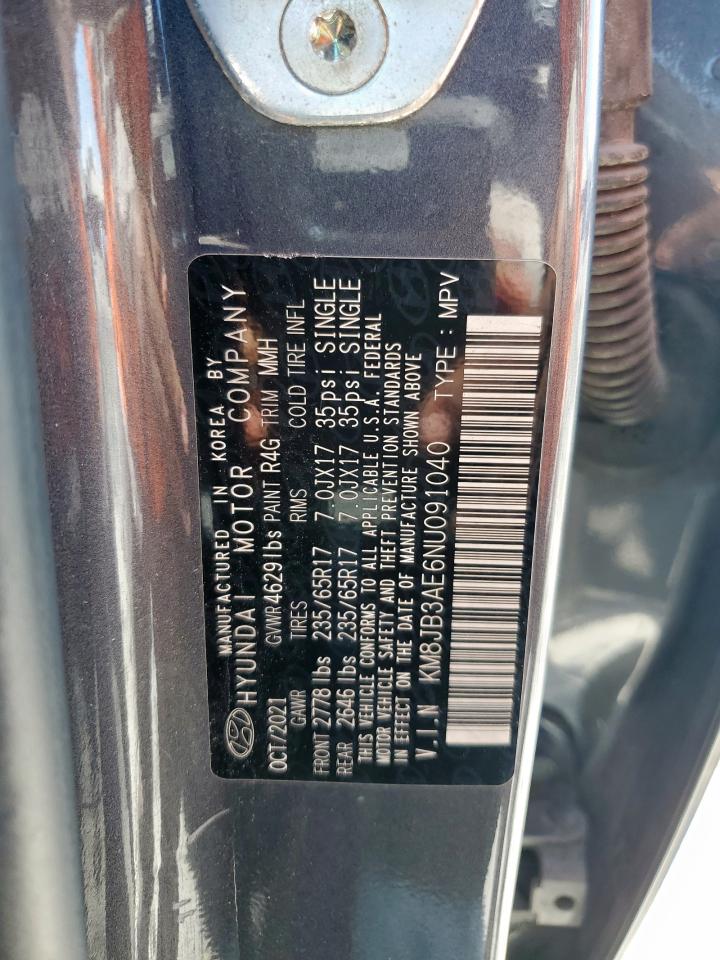 MANUFACTURED IN KOREA BY
HYUNDAI MOTOR COMPANY
OCT/2021 GVWR 4629 lbs PAINT R4G TRIM MMH
GAWR TIRES RIMS COLD TIRE INFL
FRONT 2778 lbs 235/65R17 7.0JX17 35psi SINGLE
REAR 2646 lbs 235/65R17 7.0JX17 35psi SINGLE
THIS VEHICLE CONFORMS TO ALL APPLICABLE U.S.A. FEDERAL
MOTOR VEHICLE SAFETY AND THEFT PREVENTION STANDARDS
IN EFFECT ON THE DATE OF MANUFACTURE SHOWN ABOVE
V.I.N KM8JB3AE6NU091040 TYPE : MPV